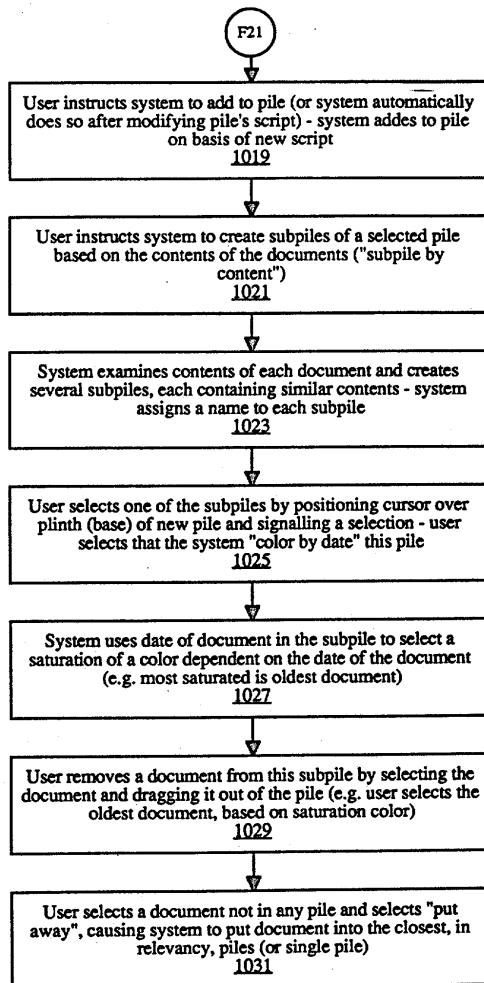 F21
User instructs system to add to pile (or system automatically
does so after modifying pile's script) - system addes to pile
on basis of new script
1019
User instructs system to create subpiles of a selected pile
based on the contents of the documents ("subpile by
content")
1021
System examines contents of each document and creates
several subpiles, each containing similar contents - system
assigns a name to each subpile
1023
User selects one of the subpiles by positioning cursor over
plinth (base) of new pile and signalling a selection - user
selects that the system "color by date" this pile
1025
System uses date of document in the subpile to select a
saturation of a color dependent on the date of the document
(e.g. most saturated is oldest document)
1027
User removes a document from this subpile by selecting the
document and dragging it out of the pile (e.g. user selects the
oldest document, based on saturation color)
1029
User selects a document not in any pile and selects "put
away", causing system to put document into the closest, in
relevancy, piles (or single pile)
1031